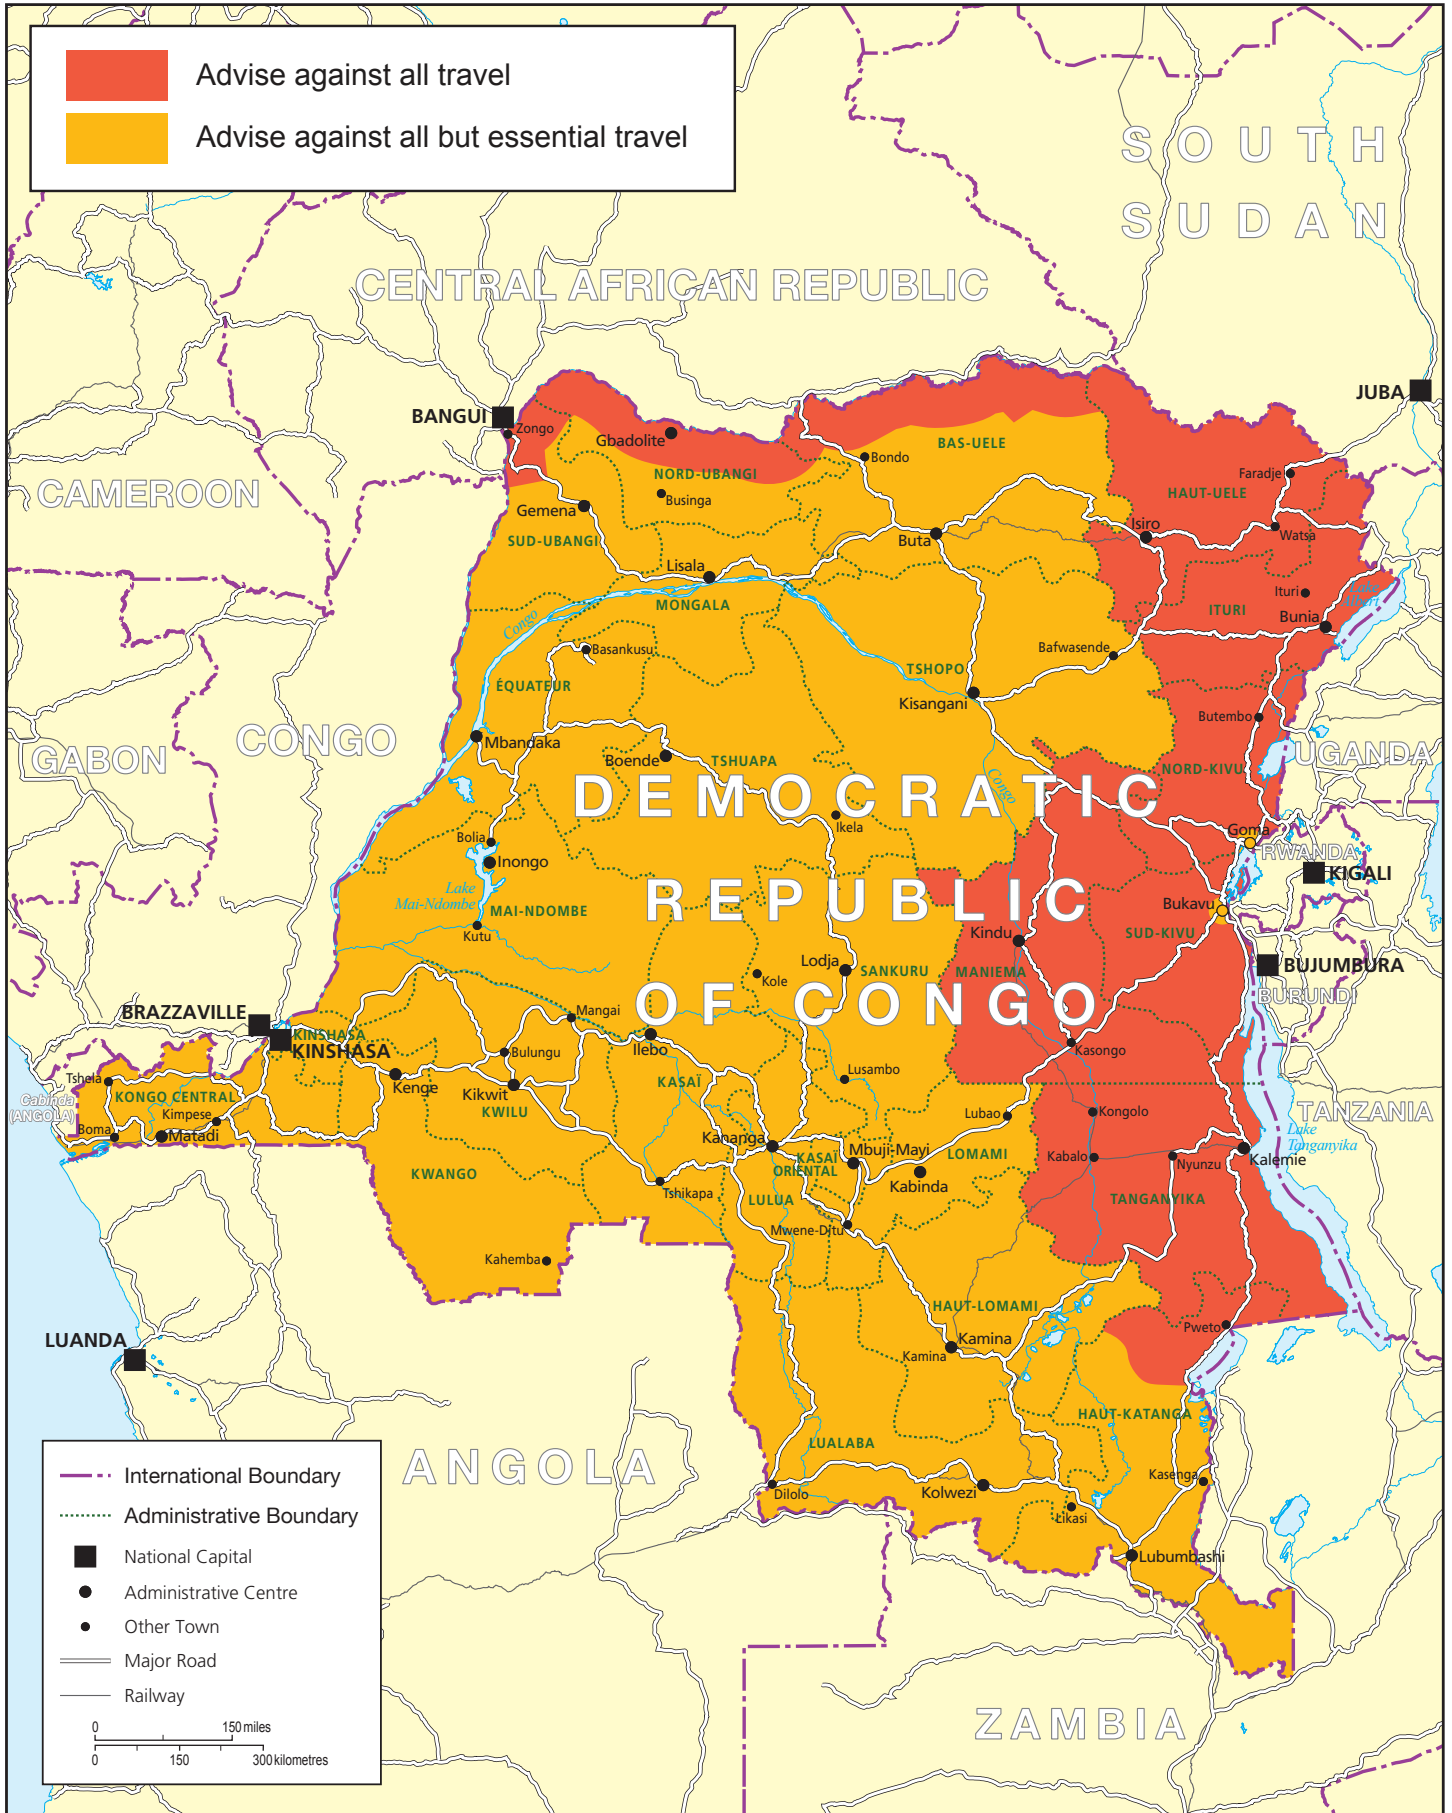 Advise against all travel
Advise against all but essential travel
SOUTH
SUDAN
CENTRAL AFRICAN REPUBLIC
JUBA
BANGUI
Zongo
Gbadolite
BAS-UELE
Bondo
NORD-UBANGI
Faradje
CAMEROON
Businga
HAUT-UELE
Gemena
Isiro
Watsa
SUD-UBANGI
Buta
Lisala
Ituri
Lake
Albert
MONGALA
ITURI
Bunia
Congo
Basankusu
Bafwasende
TSHOPO
ÉQUATEUR
Kisangani
Butembo
CONGO
Mbandaka
GABON
Boende
TSHUAPA
NORD-KIVU
UGANDA
DEMOCRATIC
Congo
Ikela
Goma
Bolia
RWANDA
Inongo
KIGALI
Lake
Mai-Ndombe
REPUBLIC
Bukavu
MAI-NDOMBE
Kutu
Kindu
SUD-KIVU
Lodja
SANKURU
MANIEMA
BUJUMBURA
Kole
BURUNDI
OF CONGO
BRAZZAVILLE
Mangai
KINSHASA
KINSHASA
Ilebo
Kasongo
Bulungu
Tshela
Kenge
Kikwit
KASAÏ
Lusambo
Cabinda
(ANGOLA)
KONGO CENTRAL
KWILU
Lubao
Kongolo
TANZANIA
Kimpese
Boma
Matadi
Kananga
Mbuji-Mayi
Lake
Tanganyika
KASAÏ
ORIENTAL
LOMAMI
Kabalo
Nyunzu
Kalemie
KWANGO
Kabinda
Tshikapa
LULUA
TANGANYIKA
Mwene-Ditu
Kahemba
HAUT-LOMAMI
Pweto
LUANDA
Kamina
Kamina
HAUT-KATANGA
LUALABA
ANGOLA
Kasenga
Dilolo
Kolwezi
Likasi
Lubumbashi
ZAMBIA
International Boundary
Administrative Boundary
National Capital
Administrative Centre
Other Town
Major Road
Railway
0 150 miles
0 150 300 kilometres